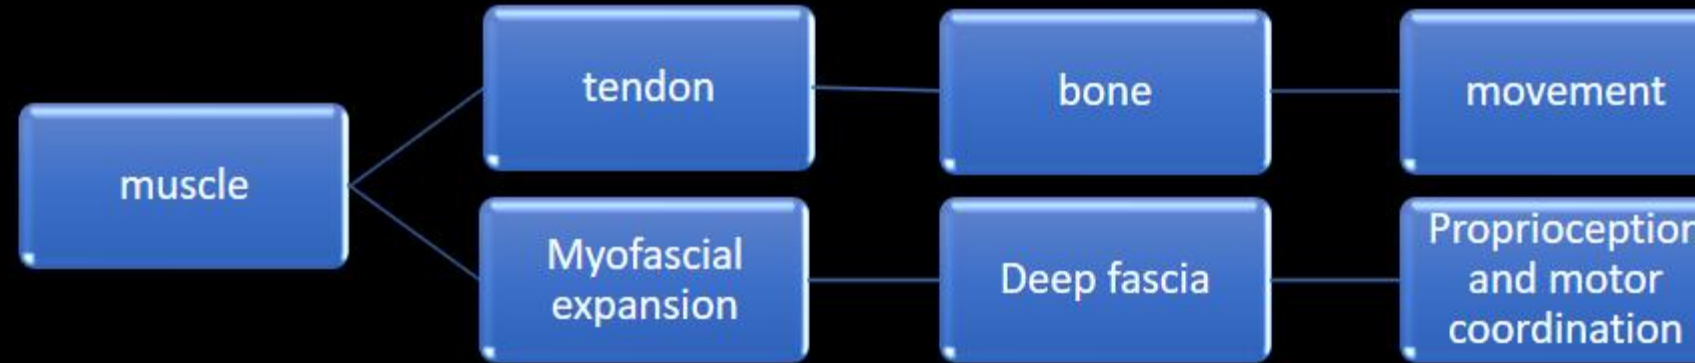 muscle
tendon
bone
movement
Myofascial
expansion
Deep fascia
Proprioception
and motor
coordination